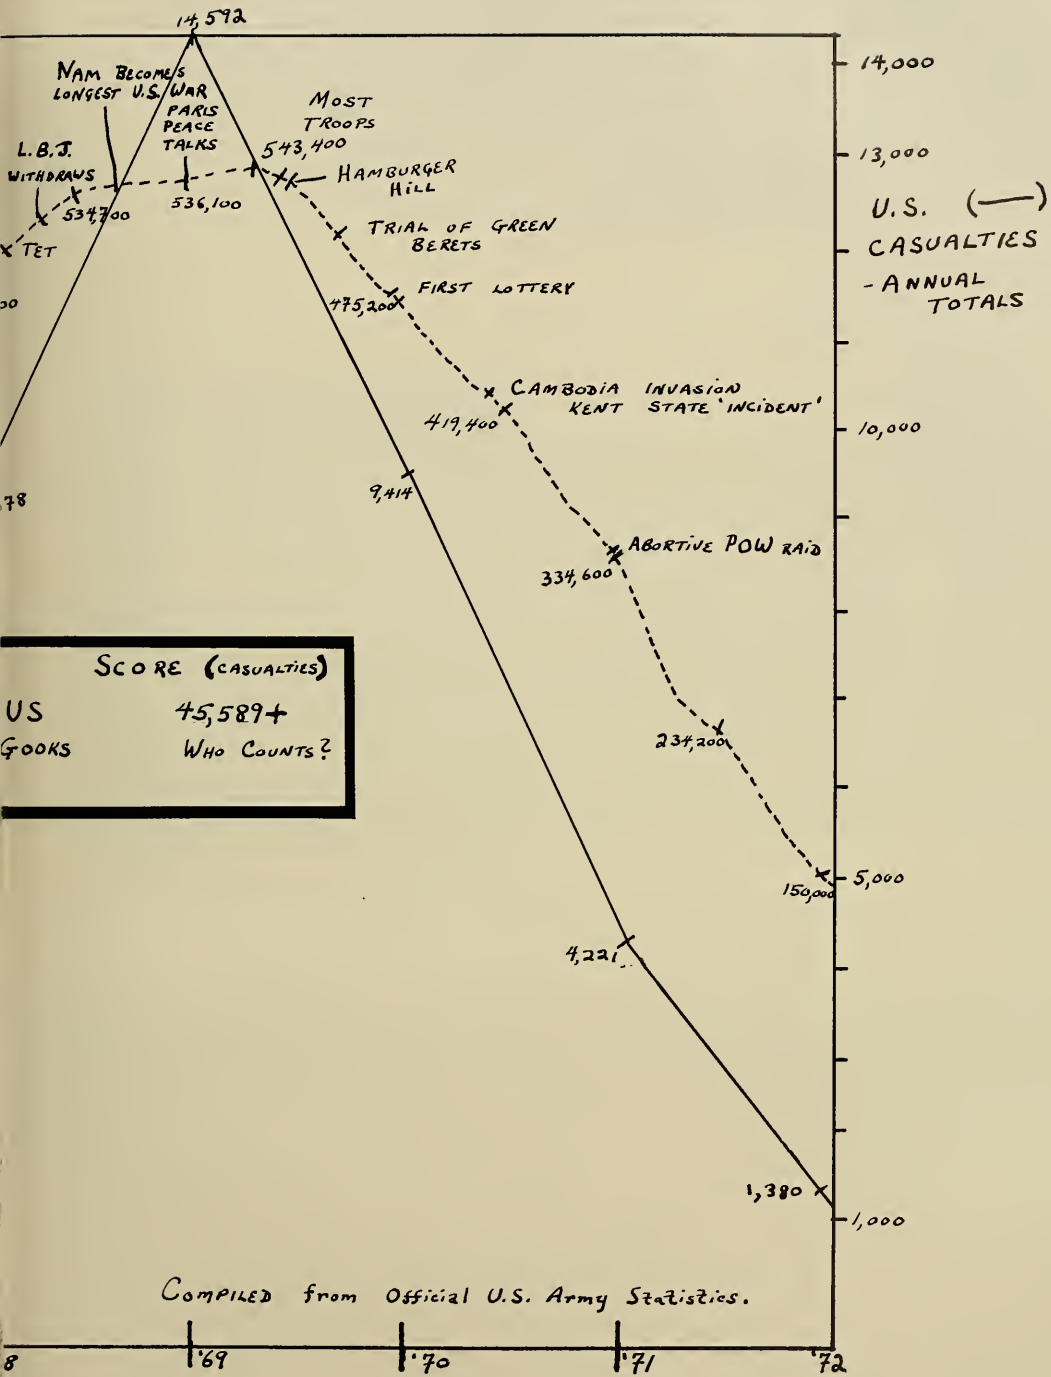 14,592
14,000
NAM BECOMES
LONGEST U.S. WAR
PARIS
PEACE
TALKS
MOST
TROOPS
543,400
13,000
L.B.J.
WITHDRAWS
HAMBURGER
HILL
534,700
536,100
U.S. (—)
CASUALTIES
- ANNUAL
TOTALS
TET
TRIAL OF GREEN
BERETS
00
475,200
FIRST LOTTERY
CAMBODIA INVASION
KENT STATE 'INCIDENT'
419,400
10,000
9,414
78
ABORTIVE POW RAID
334,600
SCORE (CASUALTIES)
US 45,589+
GOOKS WHO COUNTS?
234,200
150,000
5,000
4,221
1,380
1,000
COMPILED from Official U.S. Army Statistics.
8 '69 '70 '71 '72